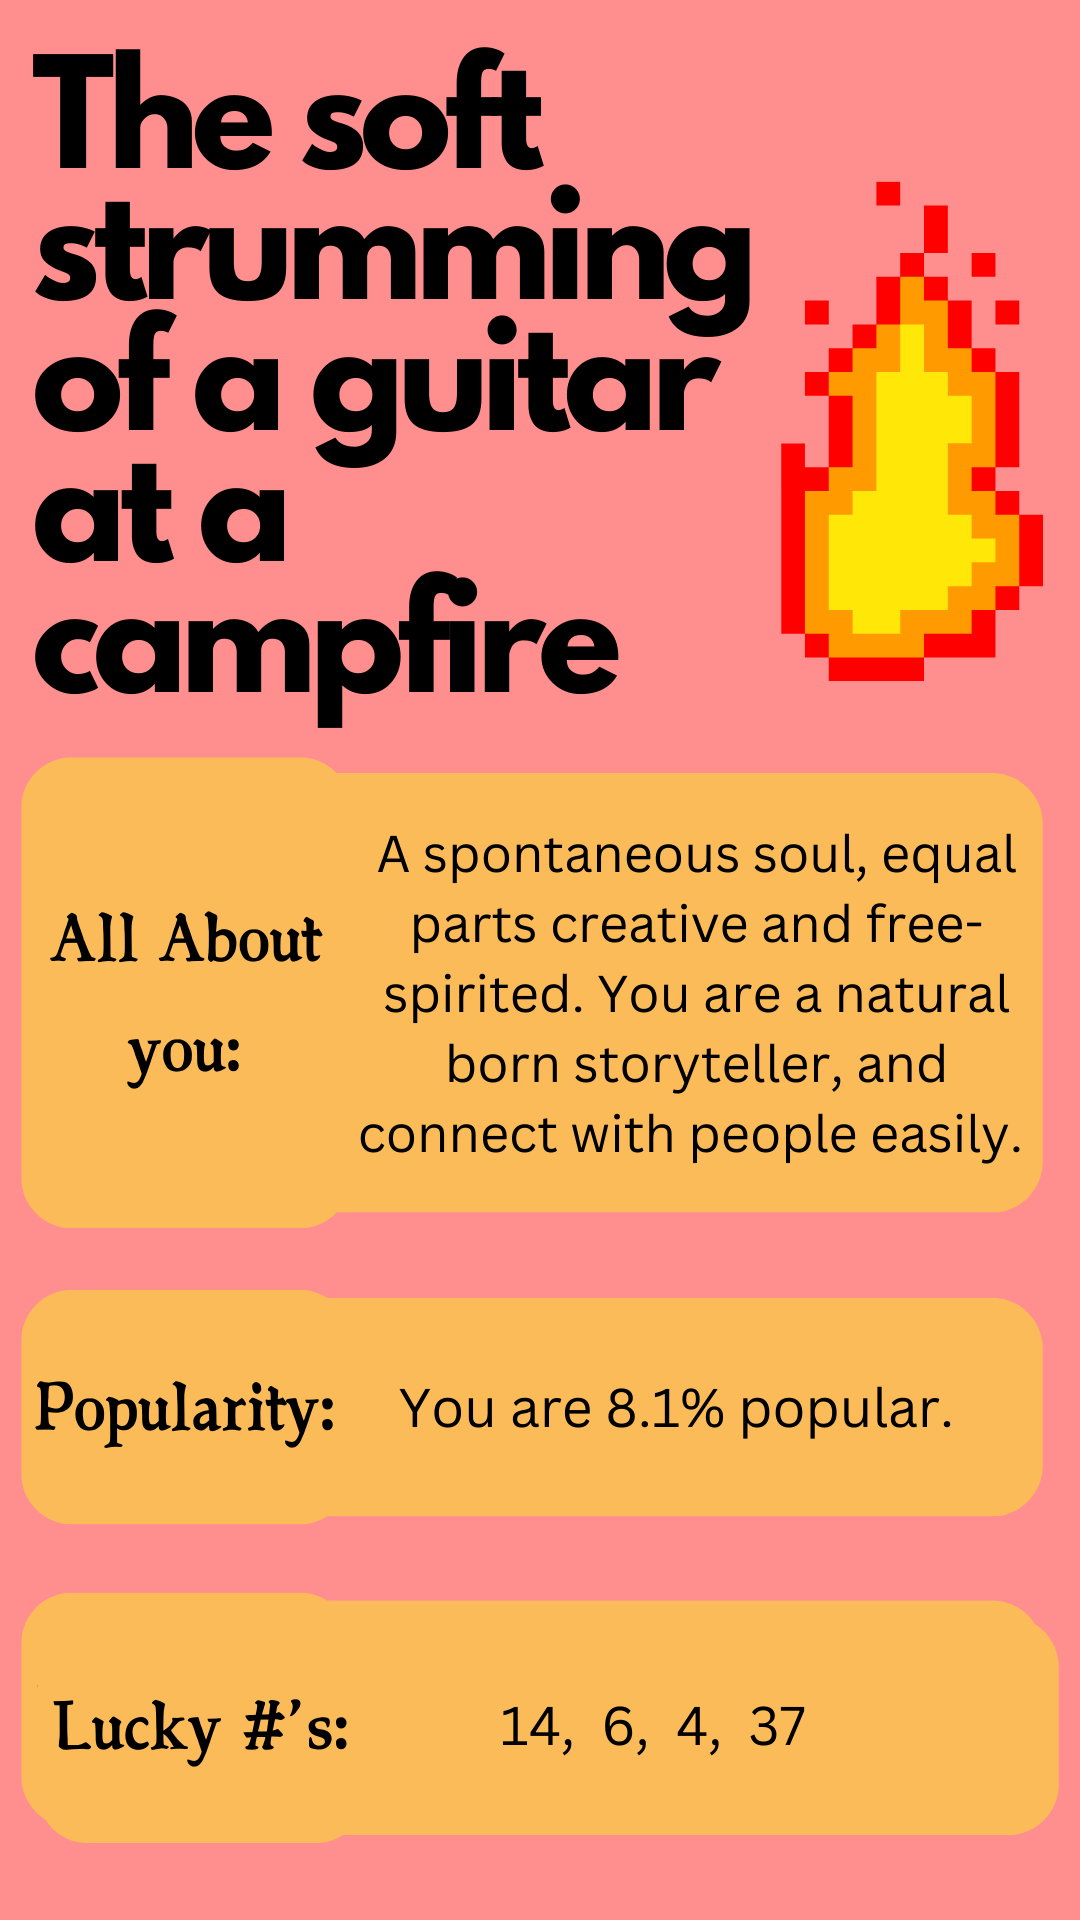 The soft
strumming
of a guitar
at a
campfire
All About
you:
A spontaneous soul, equal
parts creative and free-
spirited. You are a natural
born storyteller, and
connect with people easily.
Popularity:
You are 8.1% popular.
Lucky #'s:
14, 6, 4, 37